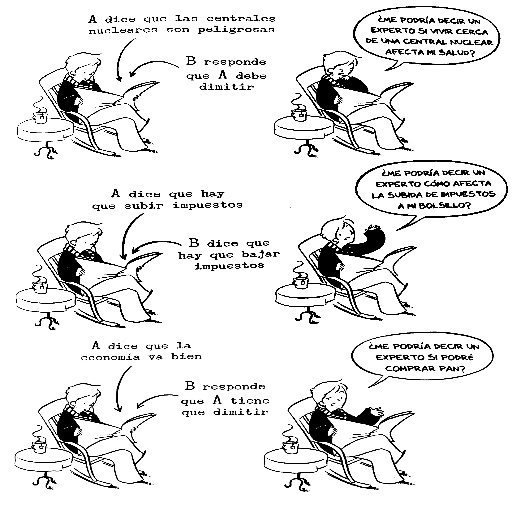 A dice que las centrales
nucleares son peligrosas
B responde
que A debe
dimitir
¿ME PODRÍA DECIR UN
EXPERTO SI VIVIR CERCA
DE UNA CENTRAL NUCLEAR
AFECTA MI SALUD?
A dice que hay
que subir impuestos
B dice que
hay que bajar
impuestos
¿ME PODRÍA DECIR UN
EXPERTO CÓMO AFECTA
LA SUBIDA DE IMPUESTOS
A MI BOLSILLO?
A dice que la
economía va bien
B responde
que A tiene
que dimitir
¿ME PODRÍA DECIR UN
EXPERTO SI PODRÉ
COMPRAR PAN?